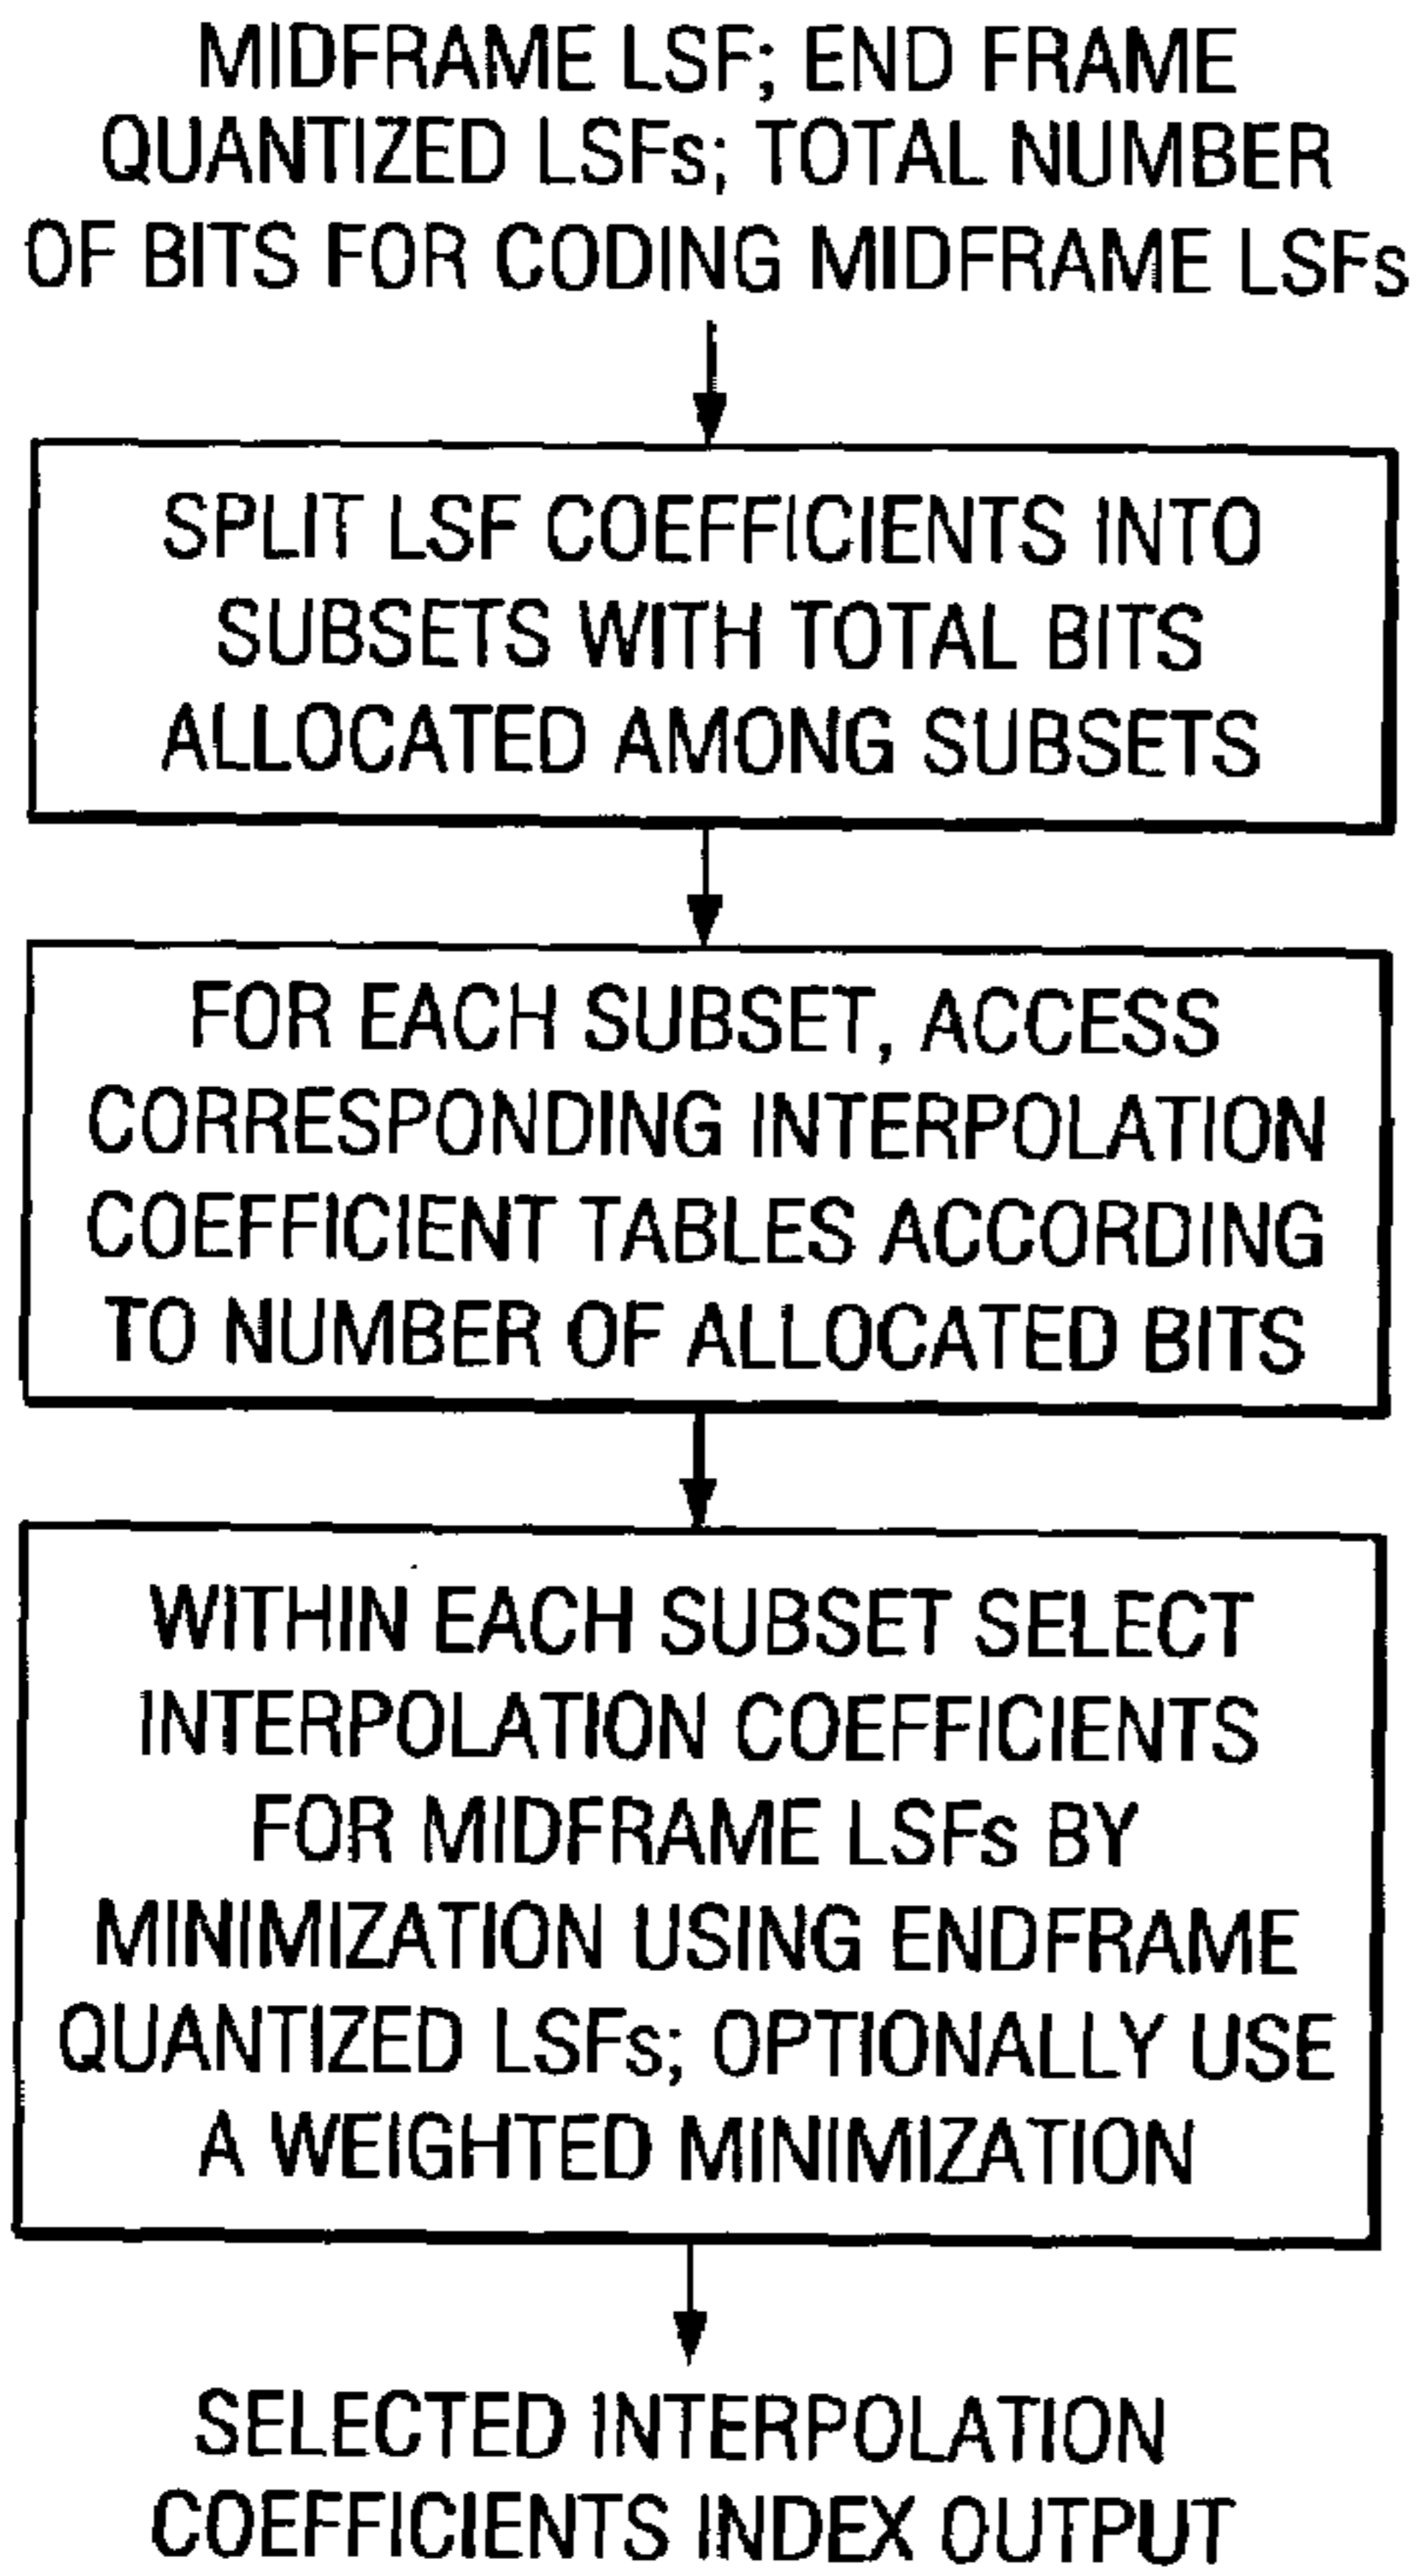 MIDFRAME LSF; END FRAME
QUANTIZED LSFs; TOTAL NUMBER
OF BITS FOR CODING MIDFRAME LSFs
SPLIT LSF COEFFICIENTS INTO
SUBSETS WITH TOTAL BITS
ALLOCATED AMONG SUBSETS
FOR EACH SUBSET, ACCESS
CORRESPONDING INTERPOLATION
COEFFICIENT TABLES ACCORDING
TO NUMBER OF ALLOCATED BITS
WITHIN EACH SUBSET SELECT
INTERPOLATION COEFFICIENTS
FOR MIDFRAME LSFs BY
MINIMIZATION USING ENDFRAME
QUANTIZED LSFs; OPTIONALLY USE
A WEIGHTED MINIMIZATION
SELECTED INTERPOLATION
COEFFICIENTS INDEX OUTPUT